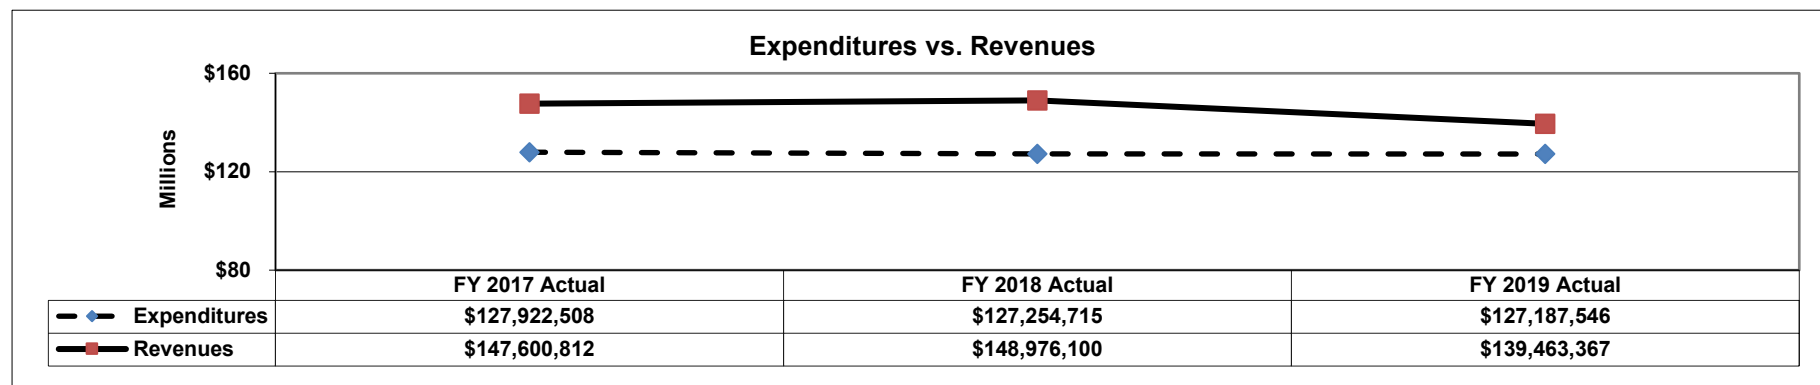 Expenditures vs. Revenues
$160
$120
$80
Millions
FY 2017 Actual FY 2018 Actual FY 2019 Actual
Expenditures $127,922,508 $127,254,715 $127,187,546
Revenues $147,600,812 $148,976,100 $139,463,367